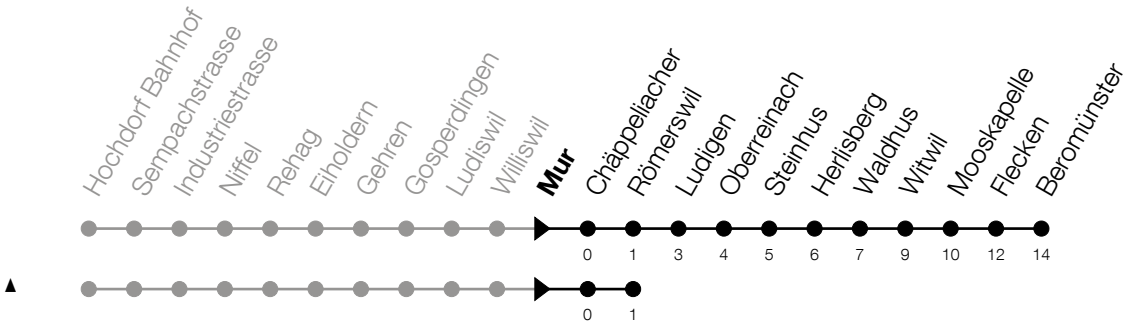 Hochdorf Bahnhof
Sempachstrasse
Industriestrasse
Niffel
Rehag
Eiholdern
Gehren
Gosperdingen
Ludiswil
Williswil
Mur
Chäppeliacher
Römerswil
Ludigen
Oberreinach
Steinhus
Herlisberg
Waldhus
Witwil
Mooskapelle
Flecken
Beromünster
0 1 3 4 5 6 7 9 10 12 14
0 1